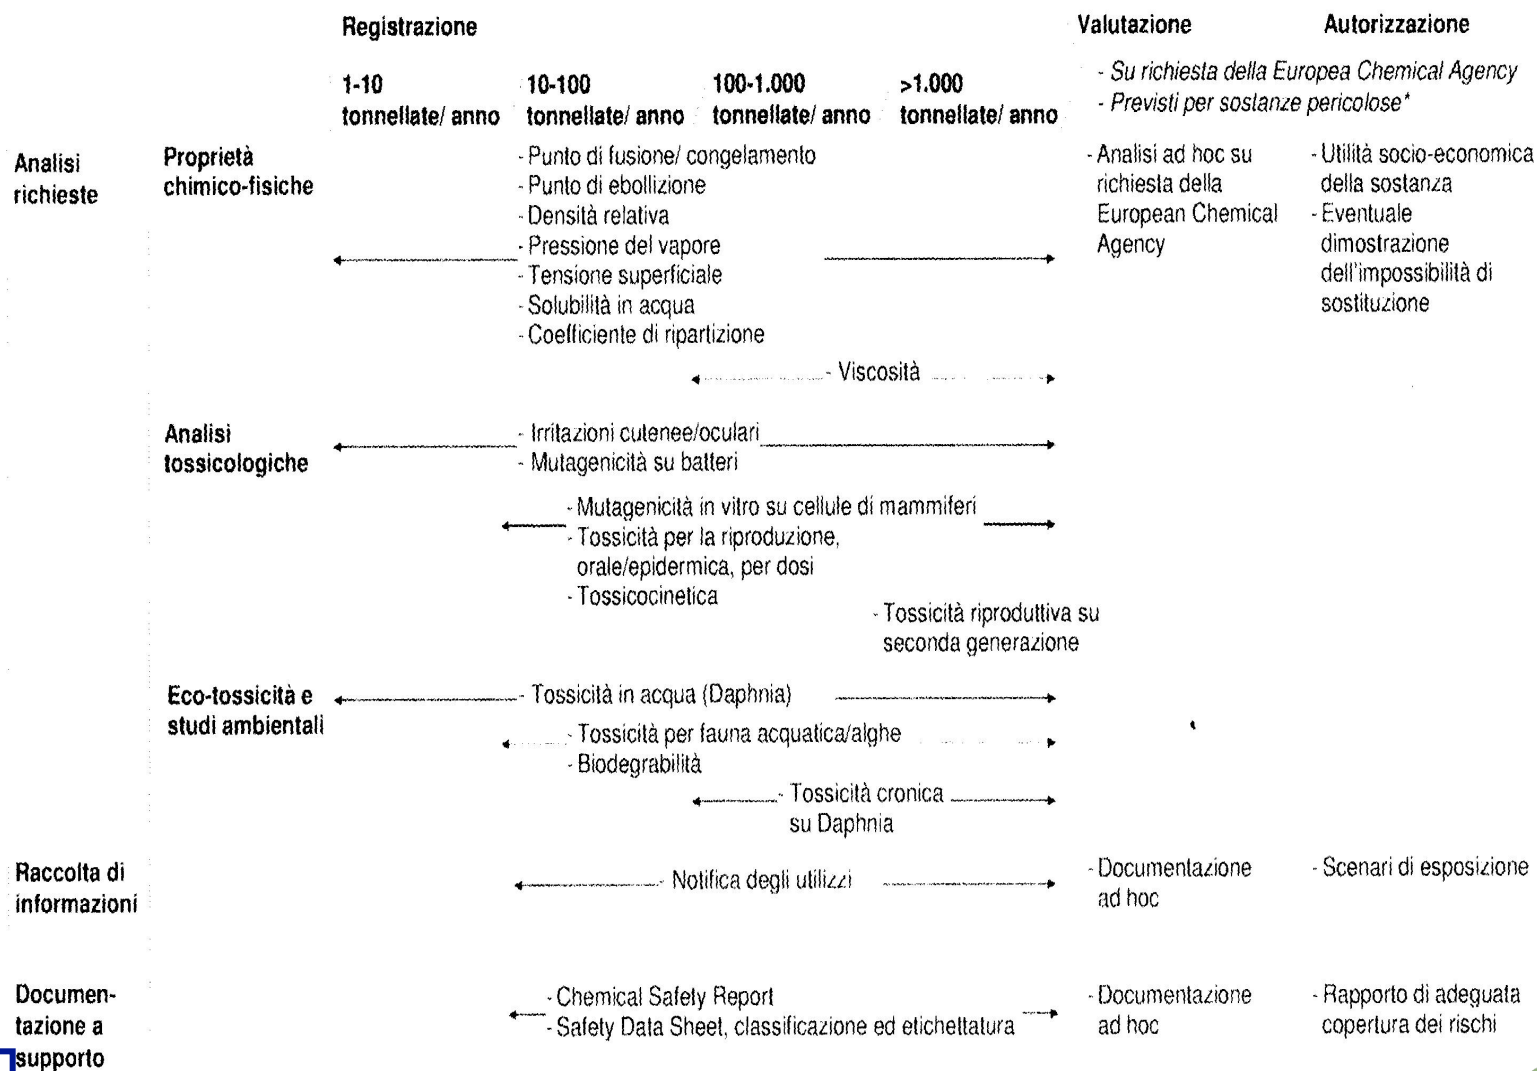 Registrazione
Valutazione
Autorizzazione
1-10
tonnellate/ anno
10-100
tonnellate/ anno
100-1.000
tonnellate/ anno
>1.000
tonnellate/ anno
- Su richiesta della Europea Chemical Agency
- Previsti per sostanze pericolose*
Analisi
richieste
Proprietà
chimico-fisiche
- Punto di fusione/ congelamento
- Punto di ebollizione
- Densità relativa
- Pressione del vapore
- Tensione superficiale
- Solubilità in acqua
- Coefficiente di ripartizione
- Analisi ad hoc su
richiesta della
European Chemical
Agency
- Utilità socio-economica
della sostanza
- Eventuale
dimostrazione
dell'impossibilità di
sostituzione
- Viscosità
Analisi
tossicologiche
- Irritazioni cutenee/oculari
- Mutagenicità su batteri
- Mutagenicità in vitro su cellule di mammiferi
- Tossicità per la riproduzione,
orale/epidermica, per dosi
- Tossicocinetica
- Tossicità riproduttiva su
seconda generazione
Eco-tossicità e
studi ambientali
- Tossicità in acqua (Daphnia)
- Tossicità per fauna acquatica/alghe
- Biodegrabilità
- Tossicità cronica
su Daphnia
Raccolta di
informazioni
- Notifica degli utilizzi
- Documentazione
ad hoc
- Scenari di esposizione
Documen-
tazione a
supporto
- Chemical Safety Report
- Safety Data Sheet, classificazione ed etichettatura
- Documentazione
ad hoc
- Rapporto di adeguata
copertura dei rischi